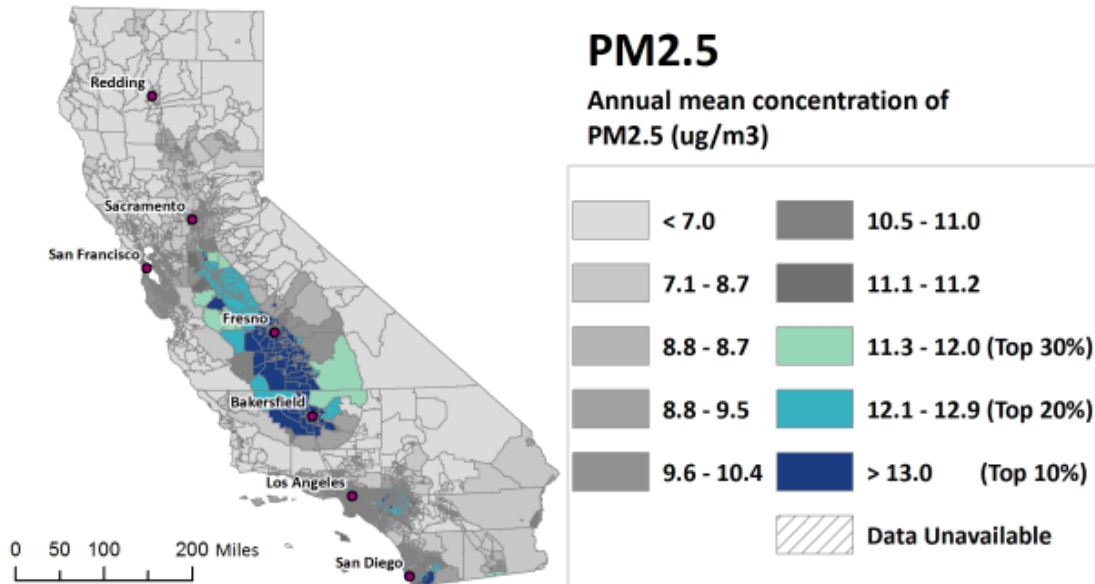 Redding
Sacramento
San Francisco
Fresno
Bakersfield
Los Angeles
San Diego
0 50 100 200 Miles
PM2.5
Annual mean concentration of
PM2.5 (ug/m3)
< 7.0
7.1 - 8.7
8.8 - 8.7
8.8 - 9.5
9.6 - 10.4
10.5 - 11.0
11.1 - 11.2
11.3 - 12.0 (Top 30%)
12.1 - 12.9 (Top 20%)
> 13.0 (Top 10%)
Data Unavailable